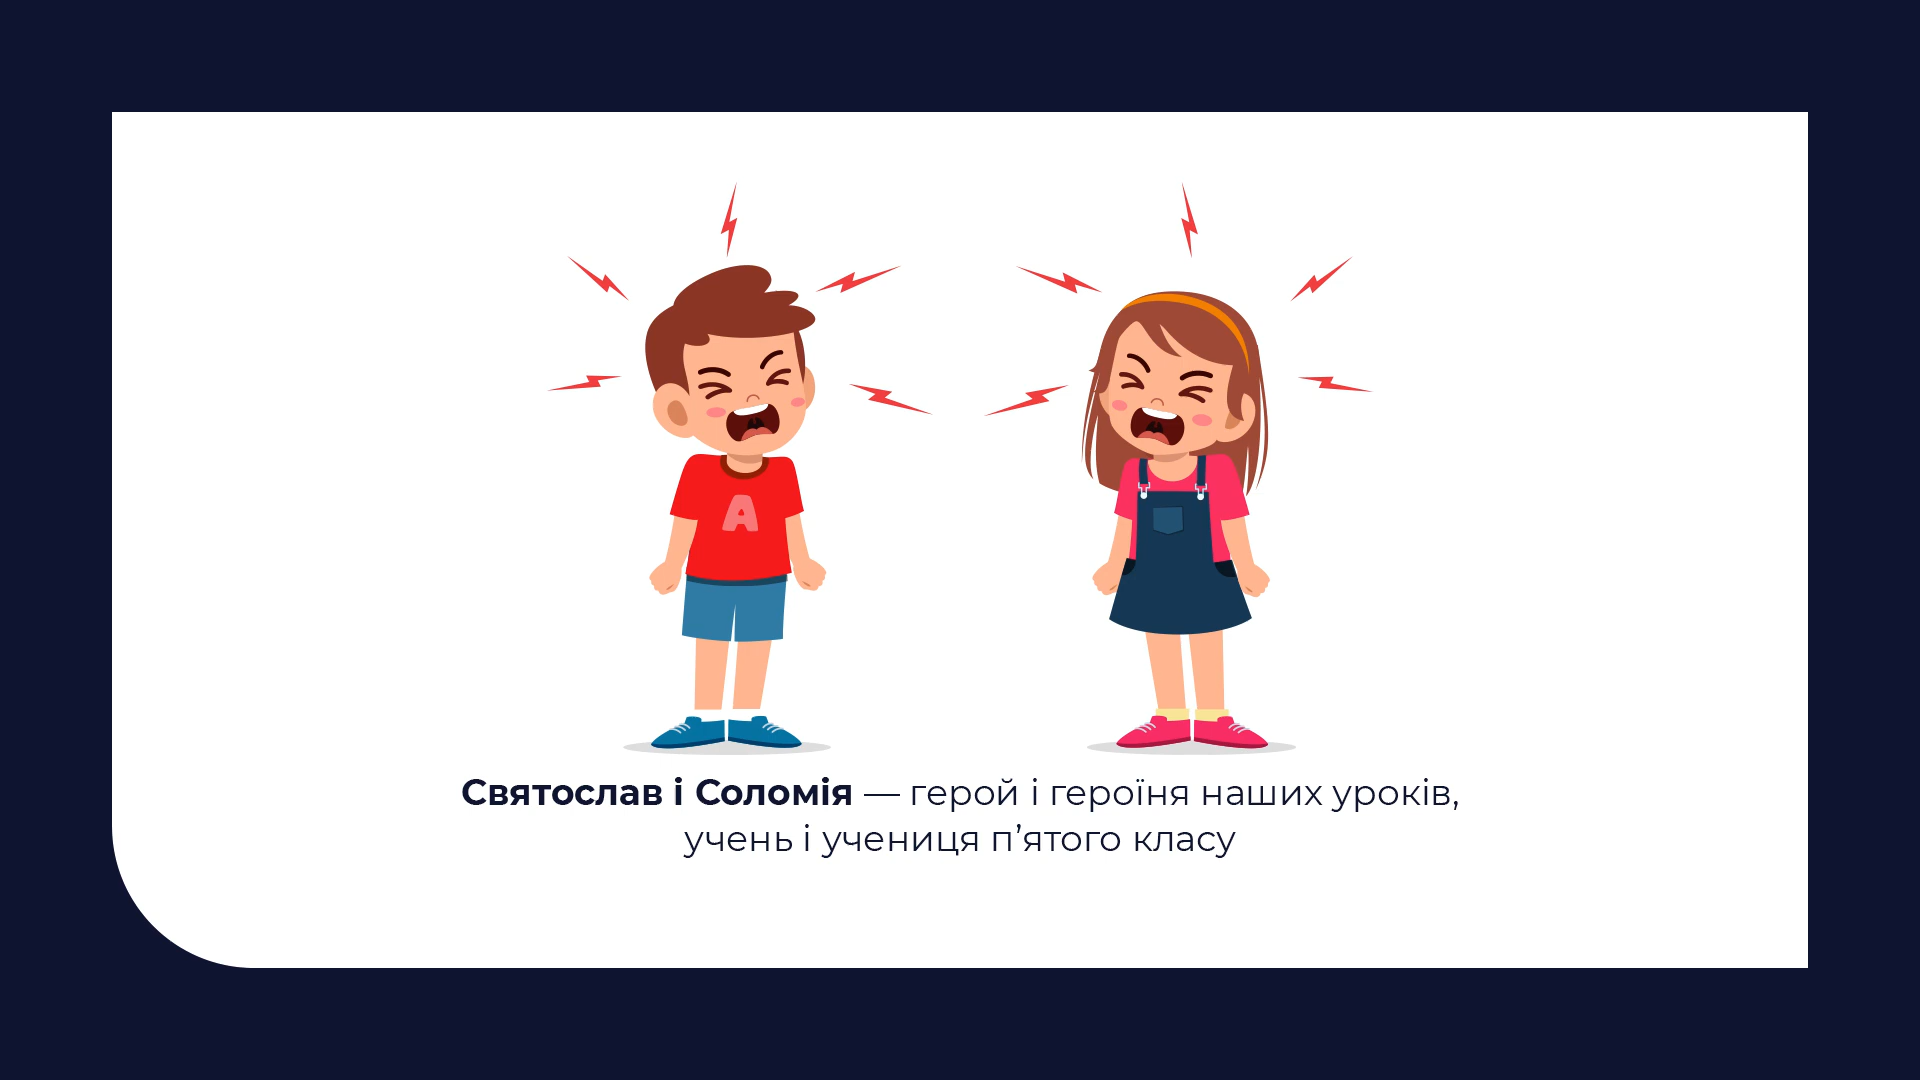 A
Святослав і Соломія — герой і героїня наших уроків,
учень і учениця п’ятого класу